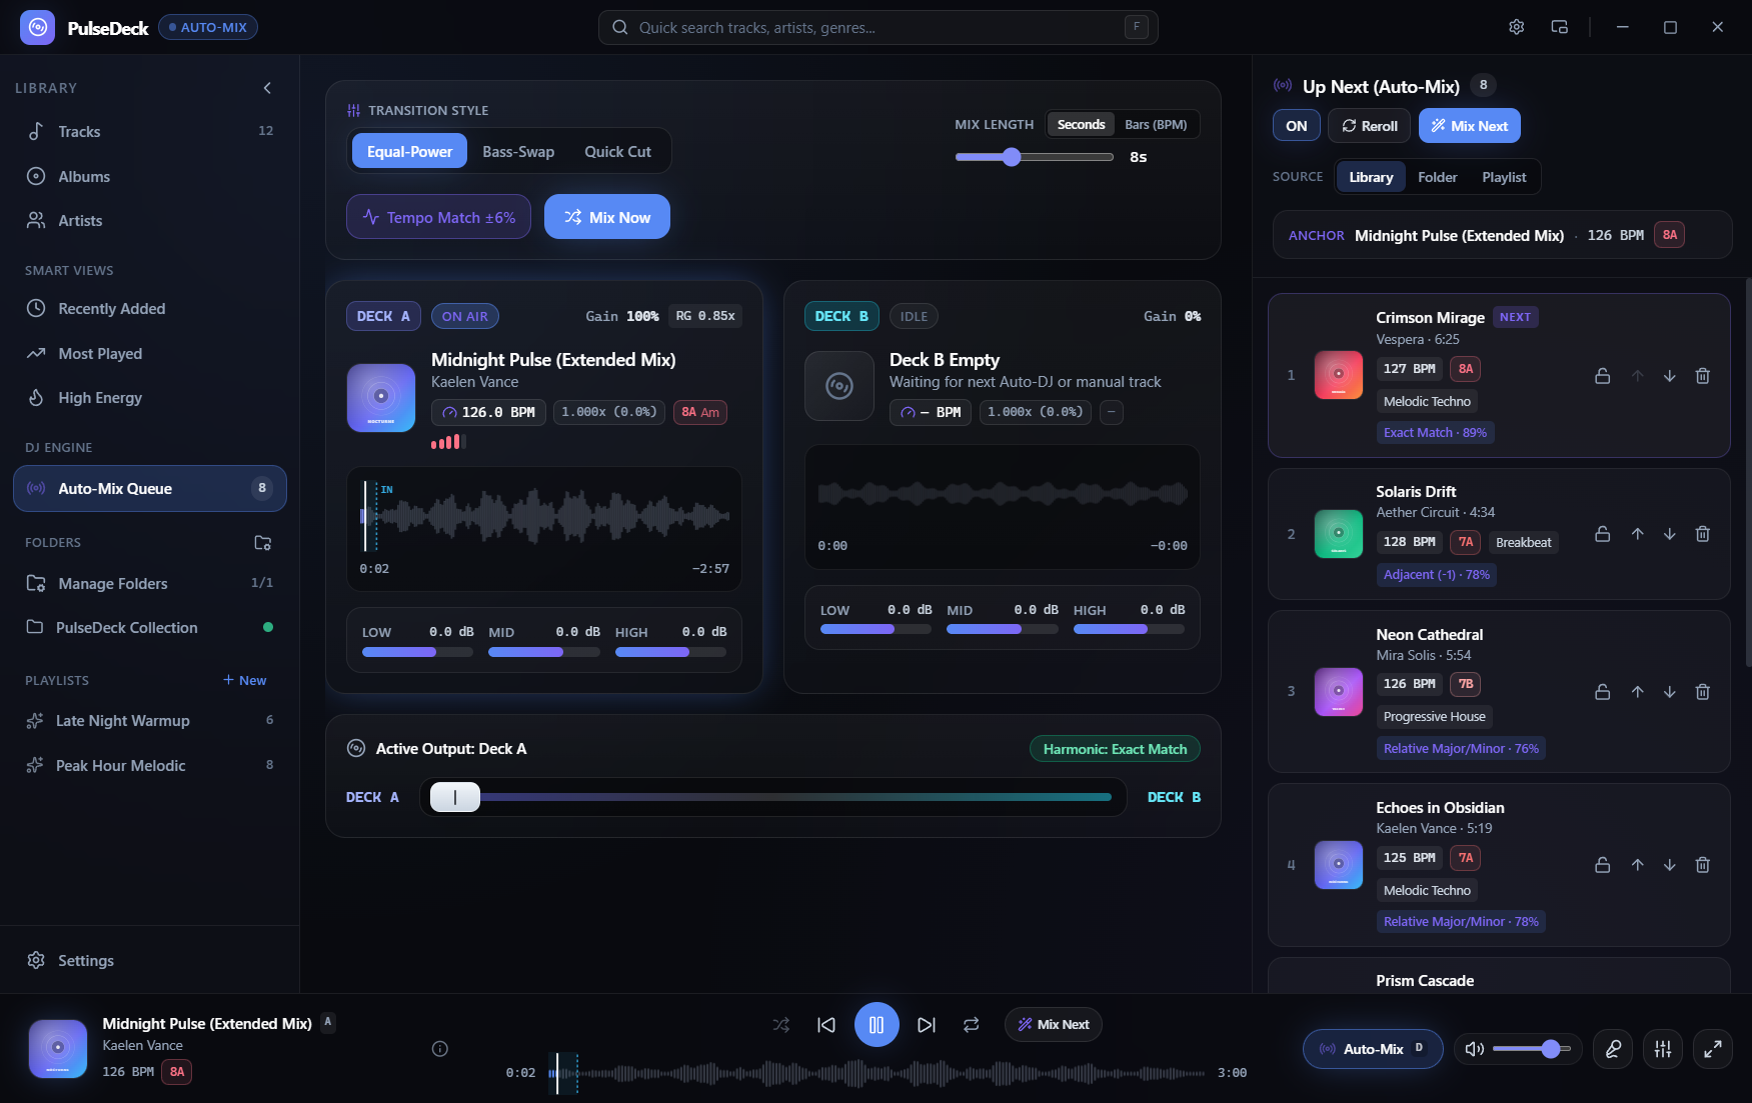 PulseDeck
AUTO-MIX
Quick search tracks, artists, genres...
F
LIBRARY
Tracks 12
Albums
Artists
SMART VIEWS
Recently Added
Most Played
High Energy
DJ ENGINE
Auto-Mix Queue 8
FOLDERS
Manage Folders 1/1
PulseDeck Collection
PLAYLISTS + New
Late Night Warmup 6
Peak Hour Melodic 8
Settings
TRANSITION STYLE
Equal-Power Bass-Swap Quick Cut
MIX LENGTH Seconds Bars (BPM)
8s
Tempo Match ±6% Mix Now
DECK A ON AIR Gain 100% RG 0.85x
Midnight Pulse (Extended Mix)
Kaelen Vance
126.0 BPM 1.000x (0.0%) 8A Am
IN
0:02 −2:57
LOW 0.0 dB MID 0.0 dB HIGH 0.0 dB
DECK B IDLE Gain 0%
Deck B Empty
Waiting for next Auto-DJ or manual track
— BPM 1.000x (0.0%) —
0:00 −0:00
LOW 0.0 dB MID 0.0 dB HIGH 0.0 dB
Active Output: Deck A Harmonic: Exact Match
DECK A DECK B
Up Next (Auto-Mix) 8
ON Reroll Mix Next
SOURCE Library Folder Playlist
ANCHOR Midnight Pulse (Extended Mix) · 126 BPM 8A
1
Crimson Mirage NEXT
Vespera · 6:25
127 BPM 8A
Melodic Techno
Exact Match · 89%
2
Solaris Drift
Aether Circuit · 4:34
128 BPM 7A Breakbeat
Adjacent (-1) · 78%
3
Neon Cathedral
Mira Solis · 5:54
126 BPM 7B
Progressive House
Relative Major/Minor · 76%
4
Echoes in Obsidian
Kaelen Vance · 5:19
125 BPM 7A
Melodic Techno
Relative Major/Minor · 78%
Prism Cascade
Midnight Pulse (Extended Mix) A
Kaelen Vance
126 BPM 8A
Mix Next
0:02 3:00
Auto-Mix D